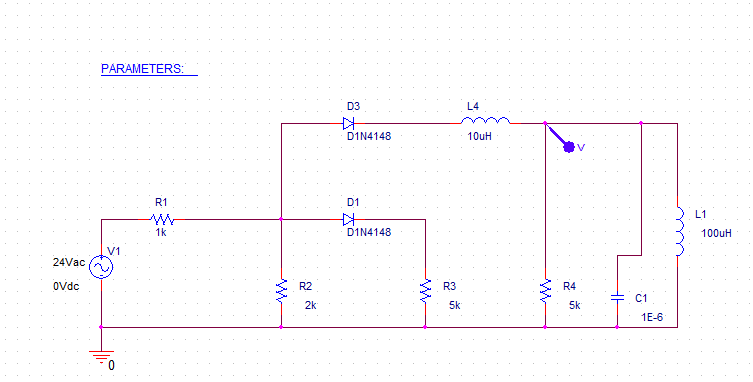 PARAMETERS:
D3
D1N4148
L4
10uH
V
R1
1k
D1
D1N4148
L1
100uH
V1
24Vac
0Vdc
R2
2k
R3
5k
R4
5k
C1
1E-6
0